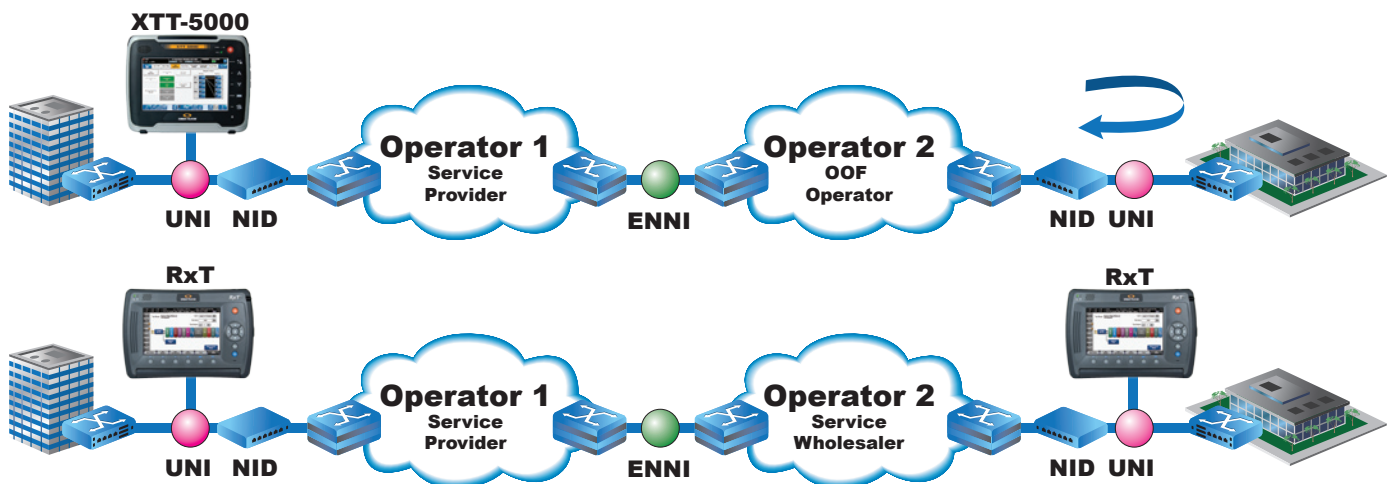 XTT-5000
Operator 1
Service
Provider
Operator 2
OOF
Operator
UNI NID
ENNI
NID UNI
RxT
RxT
Operator 1
Service
Provider
Operator 2
Service
Wholesaler
UNI NID
ENNI
NID UNI